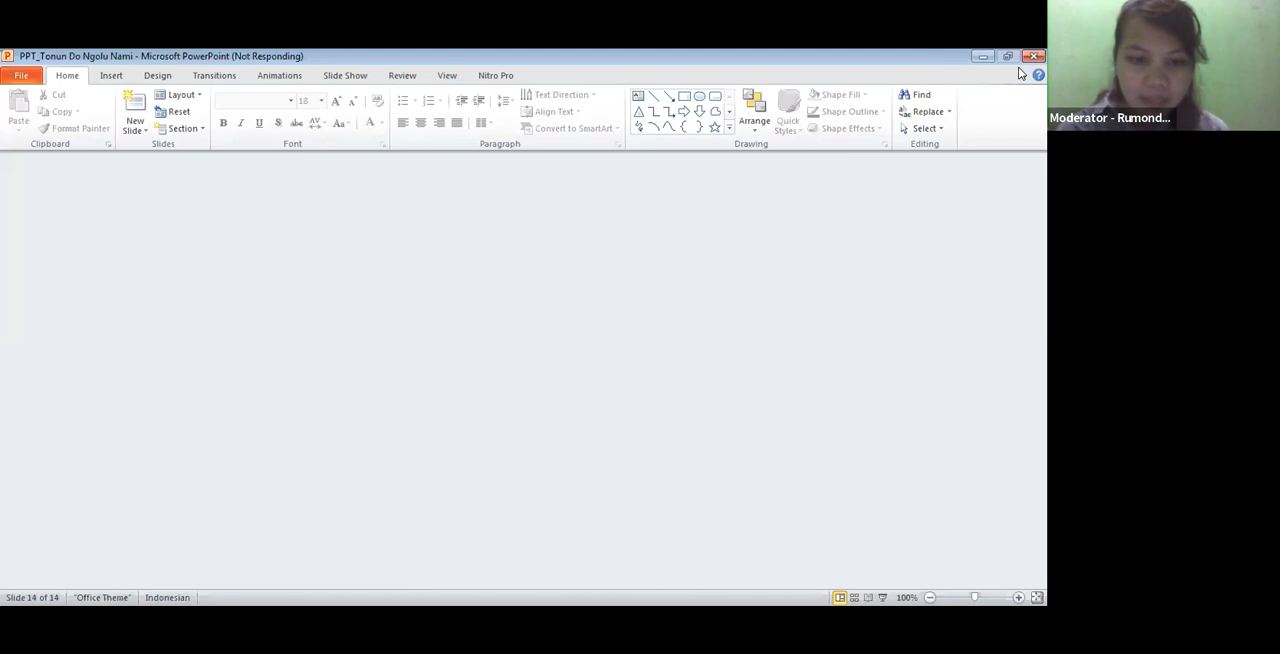 PPT_Tonun Do Ngolu Nami - Microsoft PowerPoint (Not Responding)
File Home Insert Design Transitions Animations Slide Show Review View Nitro Pro
Paste
Cut
Copy
Format Painter
Clipboard
New Slide
Layout
Reset
Section
Slides
18
B I U S abc AV Aa A
Font
Text Direction
Align Text
Convert to SmartArt
Paragraph
Arrange
Quick Styles
Shape Fill
Shape Outline
Shape Effects
Drawing
Find
Replace
Select
Editing
Moderator - Rumond...
Slide 14 of 14 "Office Theme" Indonesian 100%